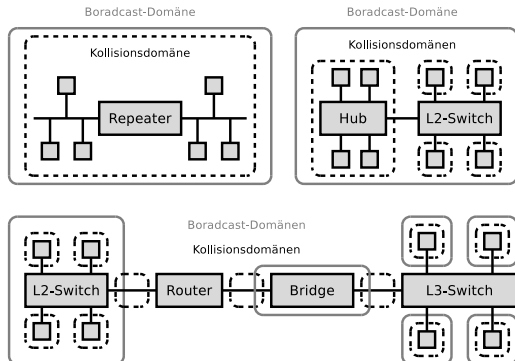 Boradcast-Domäne
Kollisionsdomäne
Repeater
Boradcast-Domäne
Kollisionsdomänen
Hub
L2-Switch
Boradcast-Domänen
Kollisionsdomänen
L2-Switch
Router
Bridge
L3-Switch